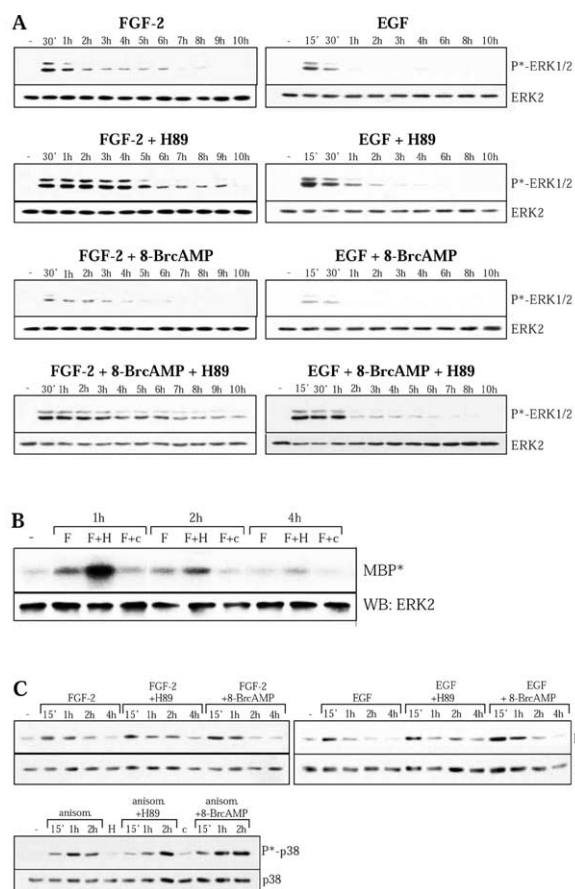 A
FGF-2 EGF
- 30' 1h 2h 3h 4h 5h 6h 7h 8h 9h 10h - 15' 30' 1h 2h 3h 4h 6h 8h 10h
P*-ERK1/2
ERK2
FGF-2 + H89 EGF + H89
- 30' 1h 2h 3h 4h 5h 6h 7h 8h 9h 10h - 15' 30' 1h 2h 3h 4h 6h 8h 10h
P*-ERK1/2
ERK2
FGF-2 + 8-BrcAMP EGF + 8-BrcAMP
- 30' 1h 2h 3h 4h 5h 6h 7h 8h 9h 10h - 15' 30' 1h 2h 3h 4h 6h 8h 10h
P*-ERK1/2
ERK2
FGF-2 + 8-BrcAMP + H89 EGF + 8-BrcAMP + H89
- 30' 1h 2h 3h 4h 5h 6h 7h 8h 9h 10h - 15' 30' 1h 2h 3h 4h 5h 6h 7h 8h 9h 10h
P*-ERK1/2
ERK2
B
1h 2h 4h
- F F+H F+c F F+H F+c F F+H F+c
MBP*
WB: ERK2
C
FGF-2 FGF-2 +H89 FGF-2 +8-BrcAMP EGF EGF +H89 EGF + 8-BrcAMP
- 15' 1h 2h 4h 15' 1h 2h 4h 15' 1h 2h 4h - 15' 1h 2h 4h 15' 1h 2h 4h 15' 1h 2h 4h
anisom. anisom. +H89 anisom. +8-BrcAMP
- 15' 1h 2h H 15' 1h 2h c 15' 1h 2h
P*-p38
p38